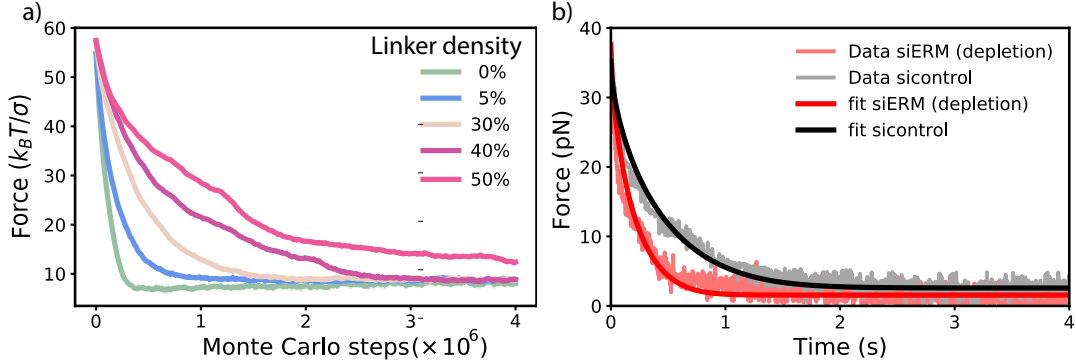 a)
Linker density
0%
5%
30%
40%
50%
60
50
40
30
20
10
0
1
2
3
4
Force (k_BT/σ)
Monte Carlo steps(×10⁶)
b)
Data siERM (depletion)
Data sicontrol
fit siERM (depletion)
fit sicontrol
40
30
20
10
0
0
1
2
3
4
Force (pN)
Time (s)